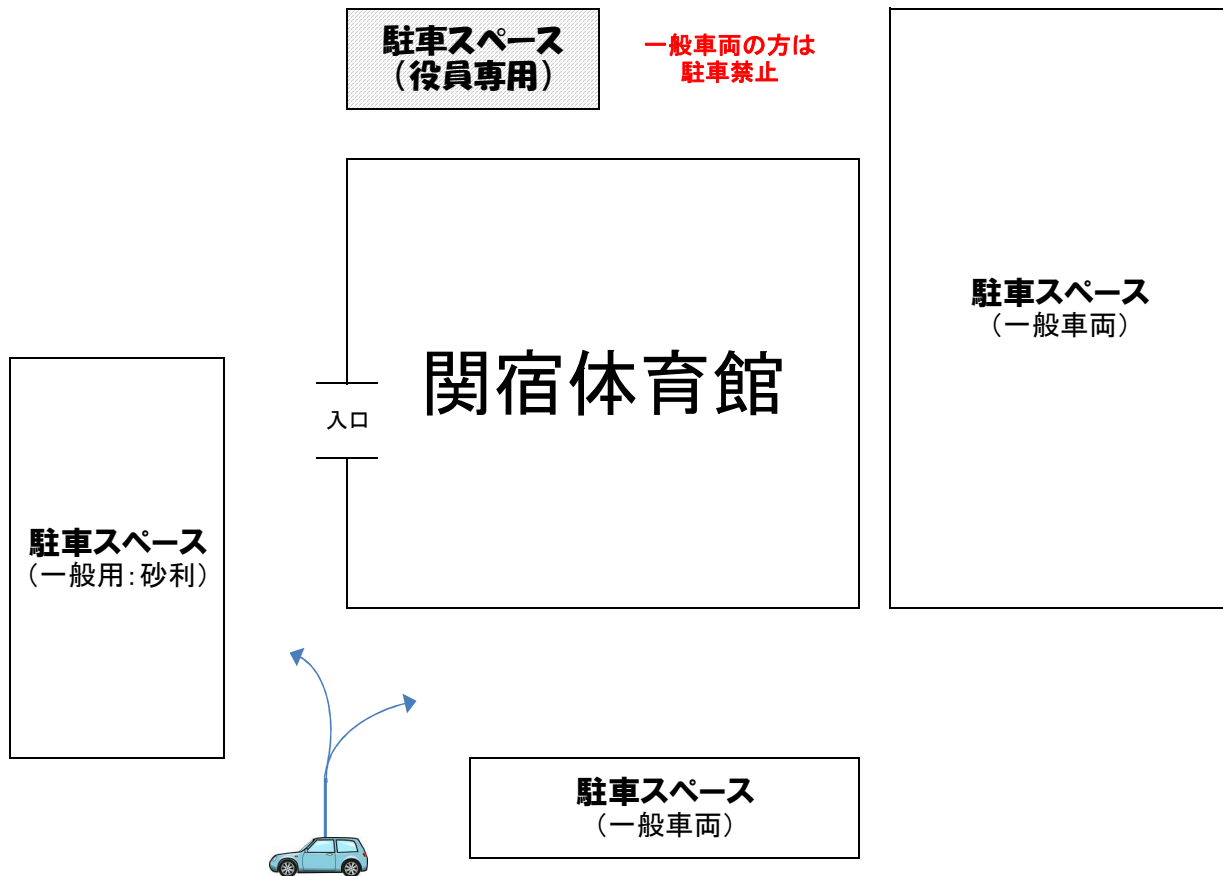 駐車スペース
（役員専用）
一般車両の方は
駐車禁止
駐車スペース
（一般車両）
関宿体育館
入口
駐車スペース
（一般用：砂利）
駐車スペース
（一般車両）